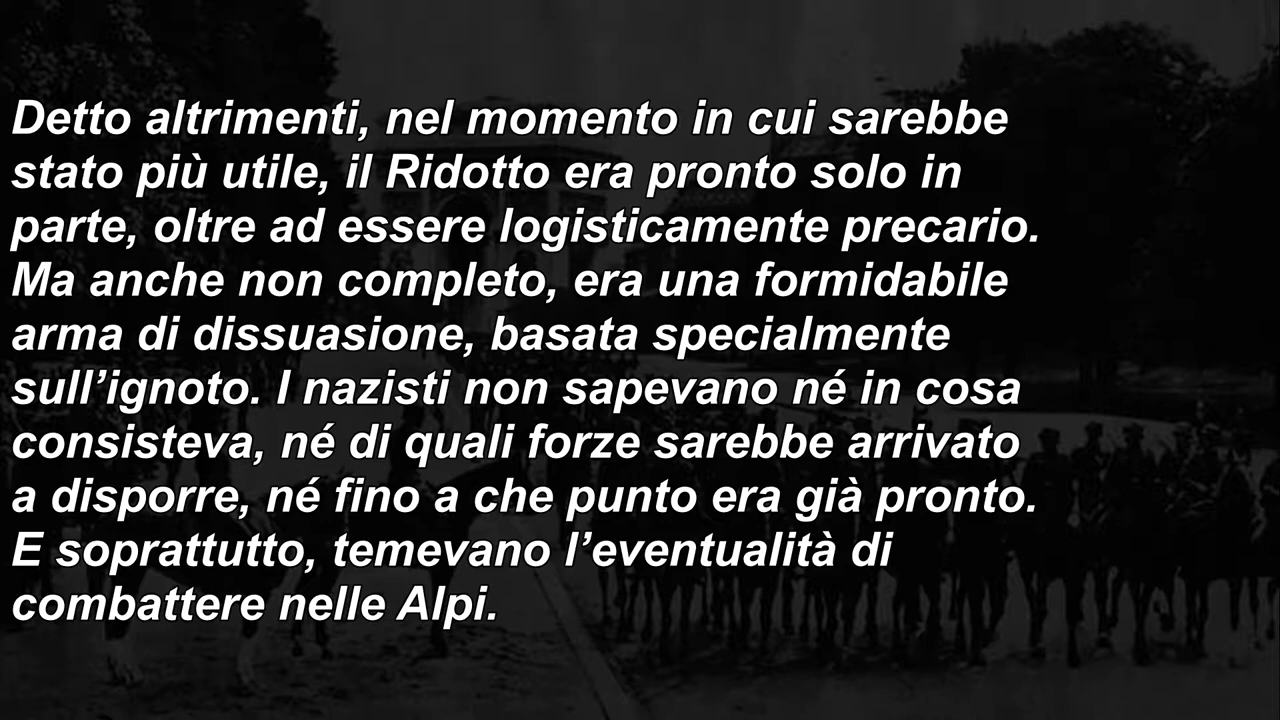 Detto altrimenti, nel momento in cui sarebbe
stato più utile, il Ridotto era pronto solo in
parte, oltre ad essere logisticamente precario.
Ma anche non completo, era una formidabile
arma di dissuasione, basata specialmente
sull’ignoto. I nazisti non sapevano né in cosa
consisteva, né di quali forze sarebbe arrivato
a disporre, né fino a che punto era già pronto.
E soprattutto, temevano l’eventualità di
combattere nelle Alpi.